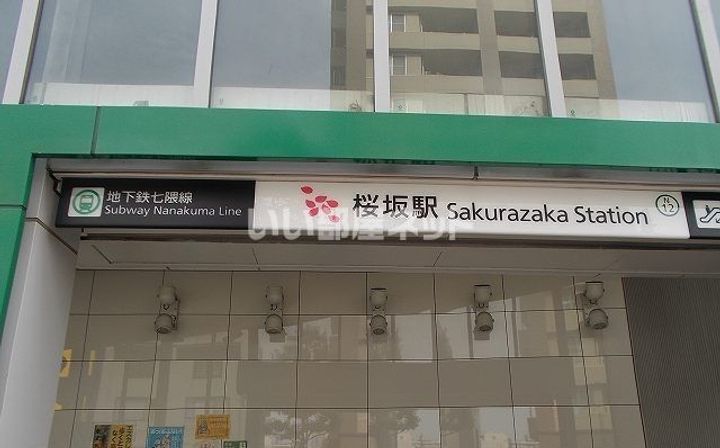 地下鉄七隈線
Subway Nanakuma Line
桜坂駅 Sakurazaka Station
N
12
いい部屋ネット